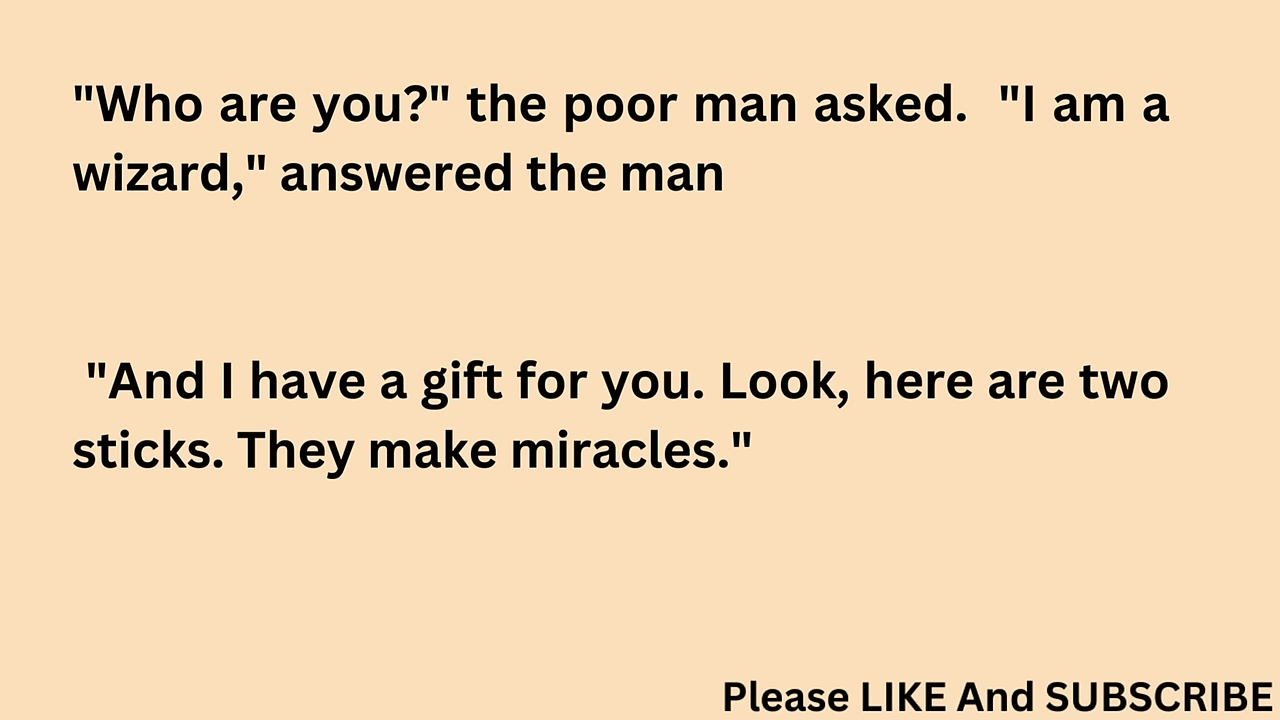 "Who are you?" the poor man asked.  "I am a
wizard," answered the man
"And I have a gift for you. Look, here are two
sticks. They make miracles."
Please LIKE And SUBSCRIBE